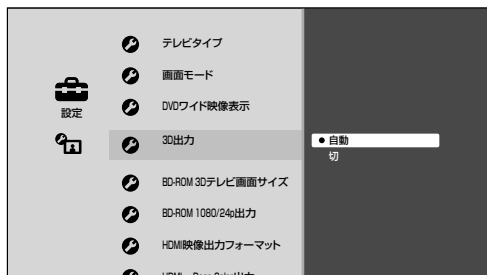 テレビタイプ
画面モード
DVDワイド映像表示
設定
3D出力
自動
切
BD-ROM 3Dテレビ画面サイズ
BD-ROM 1080/24p出力
HDMI映像出力フォーマット